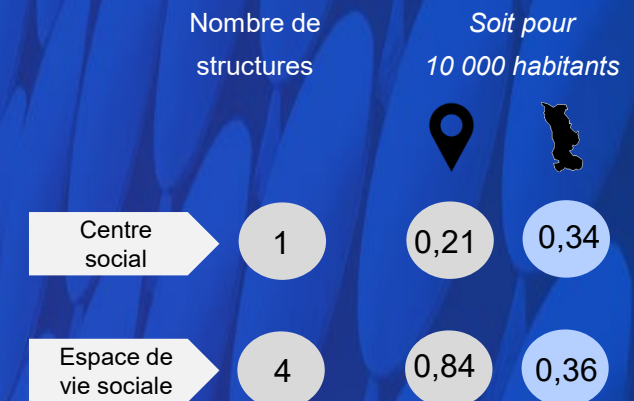 Nombre de
structures
Soit pour
10 000 habitants
Centre
social
1
0,21
0,34
Espace de
vie sociale
4
0,84
0,36